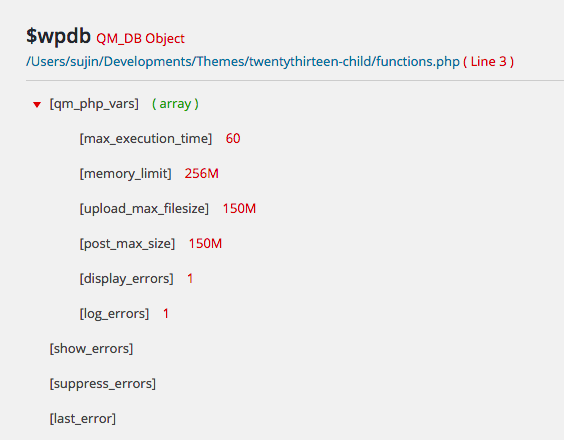 $wpdb QM_DB Object
/Users/sujin/Developments/Themes/twentythirteen-child/functions.php ( Line 3 )
[qm_php_vars] ( array )
[max_execution_time] 60
[memory_limit] 256M
[upload_max_filesize] 150M
[post_max_size] 150M
[display_errors] 1
[log_errors] 1
[show_errors]
[suppress_errors]
[last_error]